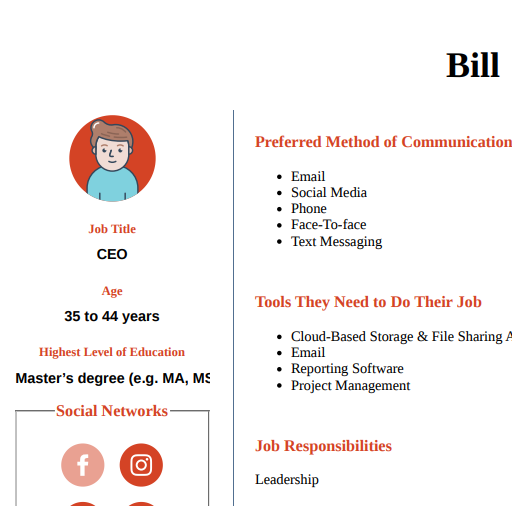 Bill
Job Title
CEO
Age
35 to 44 years
Highest Level of Education
Master's degree (e.g. MA, MS
Social Networks
Preferred Method of Communication
Email
Social Media
Phone
Face-To-face
Text Messaging
Tools They Need to Do Their Job
Cloud-Based Storage & File Sharing A
Email
Reporting Software
Project Management
Job Responsibilities
Leadership